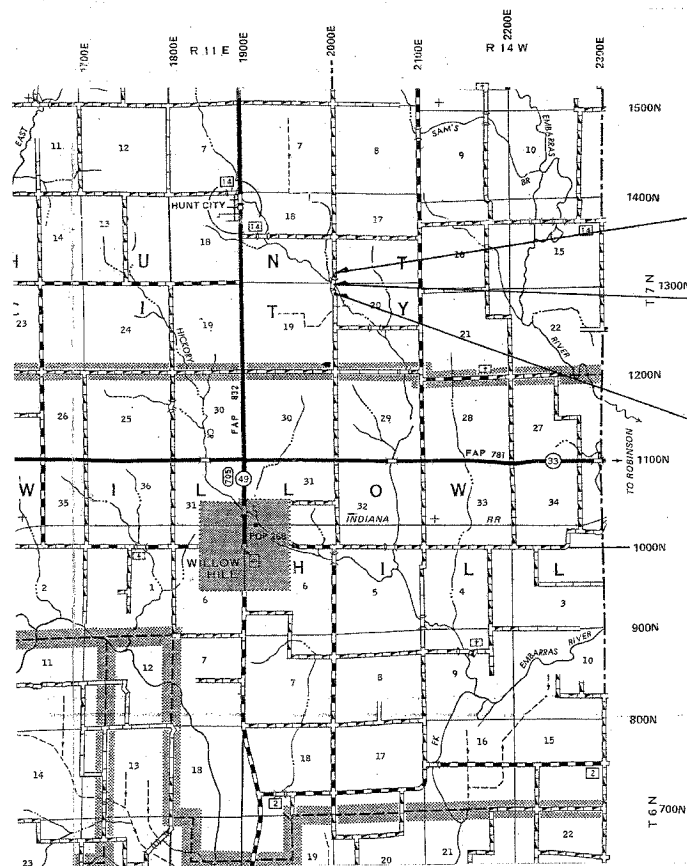 1700E 1800E R 11 E 1900E 2000E 2100E R 14 W 2200E 2300E
1500N
EAST 11 12 7 7 8 SAM'S 9 10 EMBARRAS
BR
14 1400N
HUNT CITY
14 13 18 14 18 17 16 15 14
H U N T
T 7 N
1300N
23 24 I 19 T 19 20 Y 21 22
HICKORY RIVER
1200N
FAP 832 CR
26 25 30 30 29 28 27
FAP 781
33 1100N
TO ROBINSON
705 49
W I L L O W
35 36 31 31 32 33 34
INDIANA RR
POP
1000N
WILLOW HILL H I L L
2 1 6 6 5 4 3
900N
EMBARRAS RIVER
11 12 7 7 8 9 10
800N
FK
14 13 18 18 17 16 15
2 2
700N
T 6 N
23 19 20 21 22